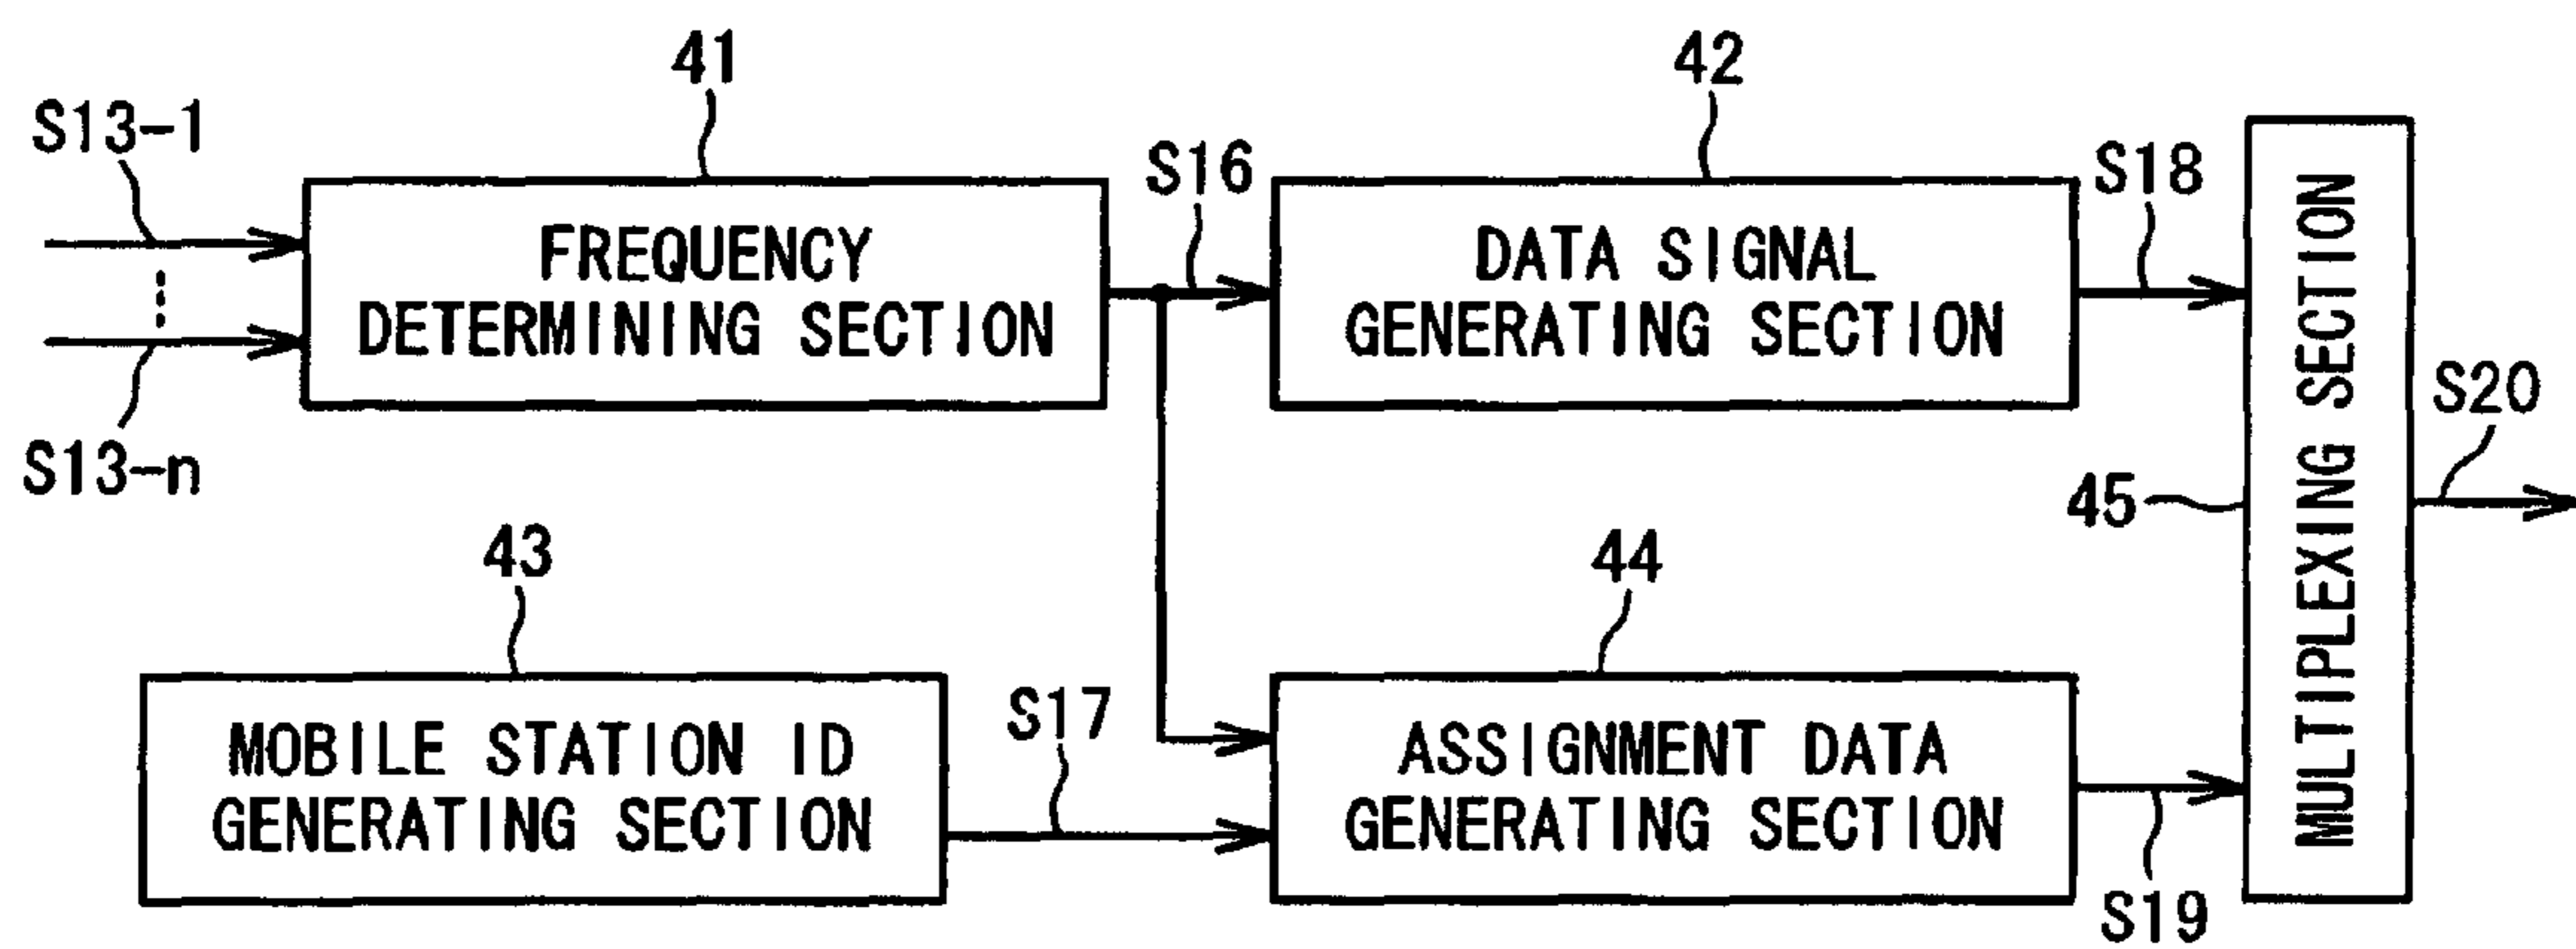 41
42
S13-1
S16
S18
FREQUENCY
DETERMINING SECTION
DATA SIGNAL
GENERATING SECTION
S13-n
MULTIPLEXING SECTION
S20
45
43
44
S17
MOBILE STATION ID
GENERATING SECTION
ASSIGNMENT DATA
GENERATING SECTION
S19